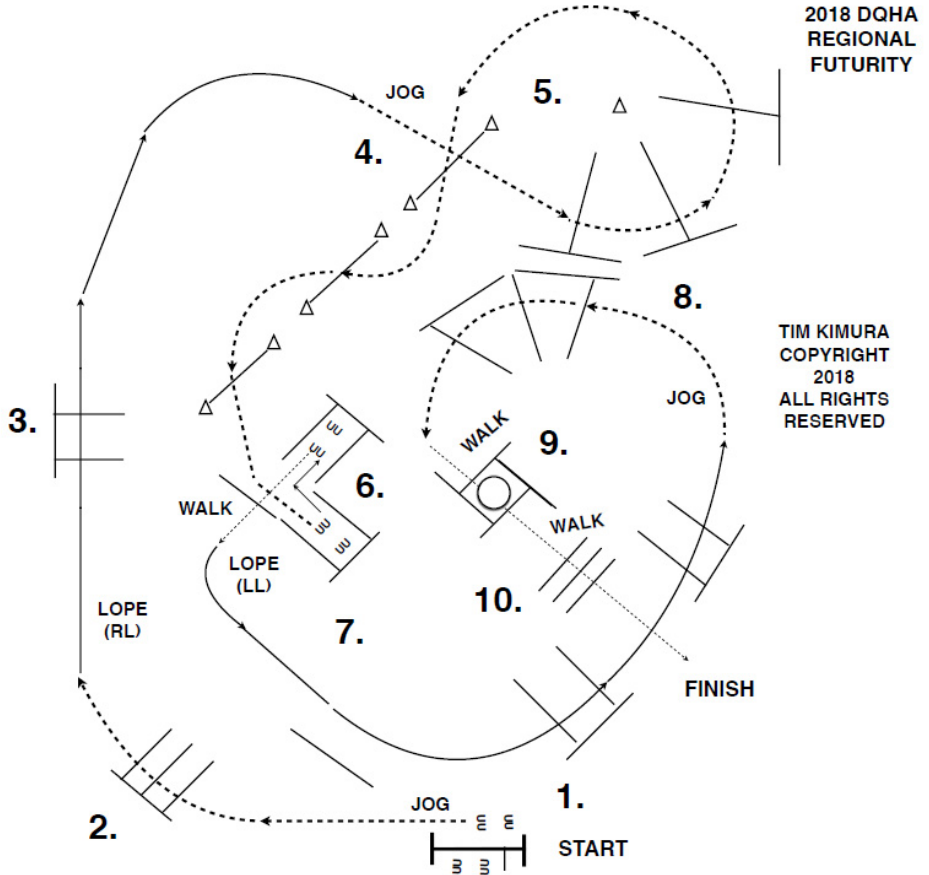 2018 DQHA
REGIONAL
FUTURITY
JOG
5.
4.
8.
TIM KIMURA
COPYRIGHT
2018
ALL RIGHTS
RESERVED
JOG
3.
WALK
9.
6.
WALK
WALK
LOPE
(LL)
10.
LOPE
(RL)
7.
FINISH
1.
JOG
2.
START